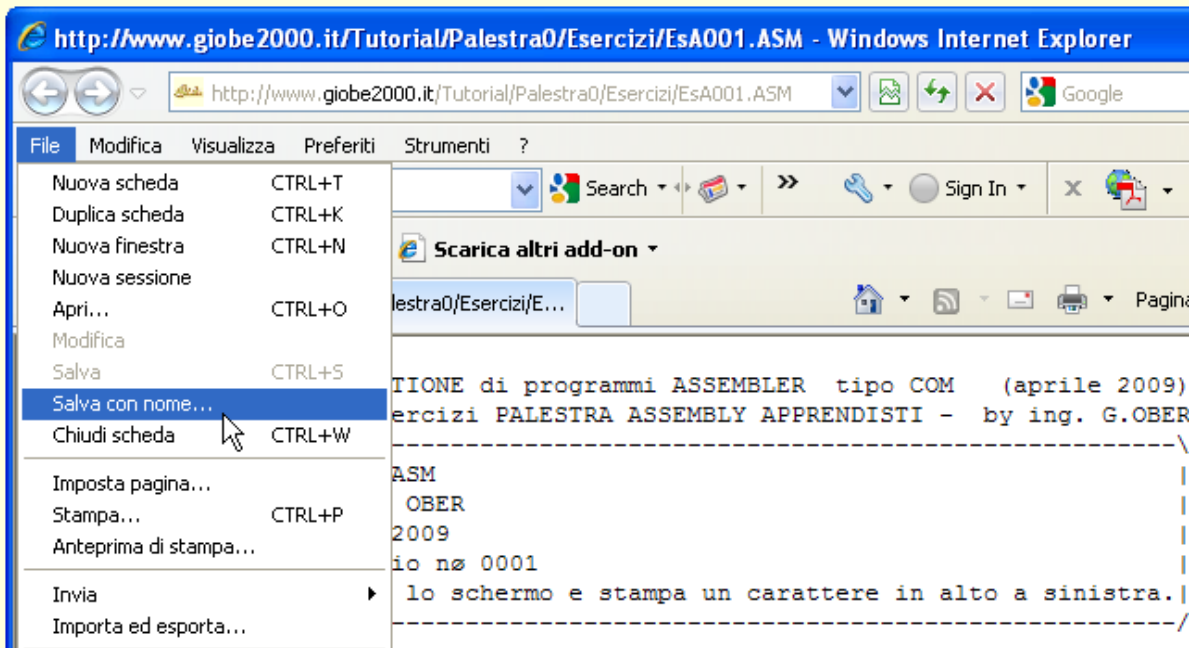 http://www.giobe2000.it/Tutorial/Palestra0/Esercizi/EsA001.ASM - Windows Internet Explorer
http://www.giobe2000.it/Tutorial/Palestra0/Esercizi/EsA001.ASM Google
File Modifica Visualizza Preferiti Strumenti ?
Nuova scheda CTRL+T
Search Sign In
Duplica scheda CTRL+K
Nuova finestra CTRL+N
Scarica altri add-on
Nuova sessione
Apri... CTRL+O
lestra0/Esercizi/E... Pagina
Modifica
Salva CTRL+S
TIONE di programmi ASSEMBLER tipo COM (aprile 2009)
Salva con nome...
ercizi PALESTRA ASSEMBLY APPRENDISTI - by ing. G.OBER
Chiudi scheda CTRL+W
---------------------------------------------------\
Imposta pagina...
ASM |
Stampa... CTRL+P
OBER |
2009 |
Anteprima di stampa...
io nø 0001 |
Invia
lo schermo e stampa un carattere in alto a sinistra.|
Importa ed esporta...
---------------------------------------------------/